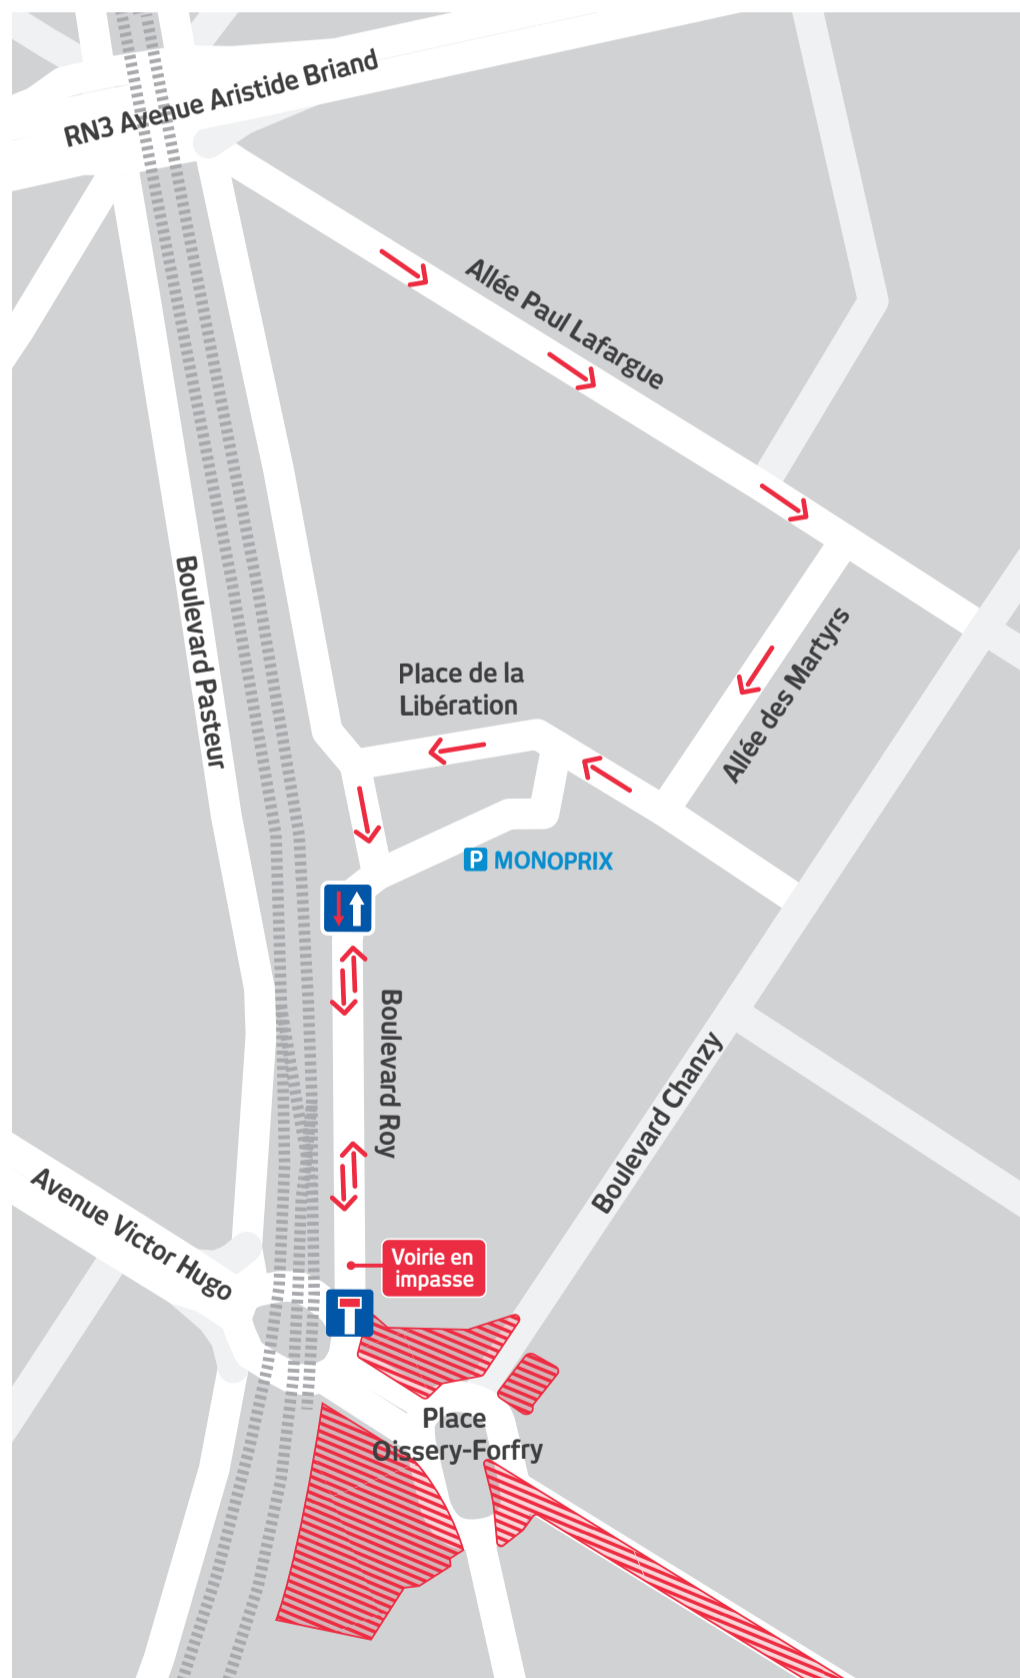 RN3 Avenue Aristide Briand
Allée Paul Lafargue
Boulevard Pasteur
Allée des Martyrs
Place de la
Libération
P MONOPRIX
Boulevard Roy
Boulevard Chanzy
Avenue Victor Hugo
Voirie en
impasse
Place
Oissery-Forfry